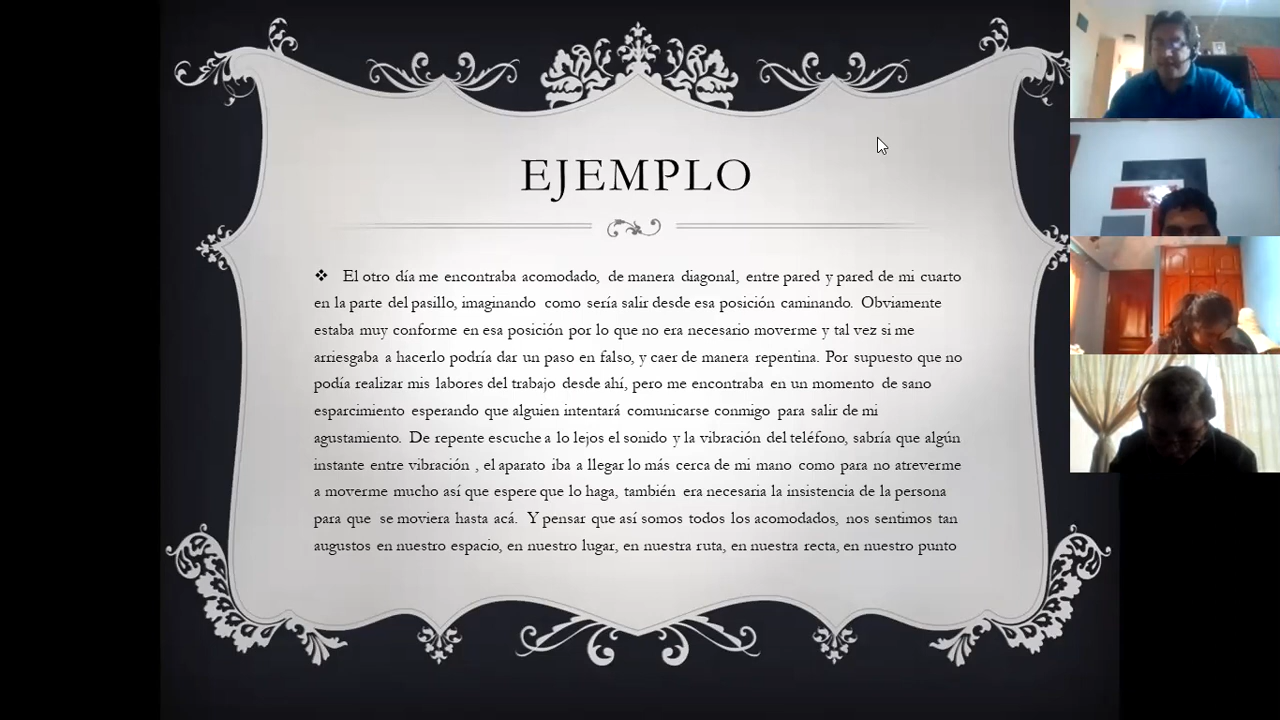 EJEMPLO
❖ El otro día me encontraba acomodado, de manera diagonal, entre pared y pared de mi cuarto
en la parte del pasillo, imaginando como sería salir desde esa posición caminando. Obviamente
estaba muy conforme en esa posición por lo que no era necesario moverme y tal vez si me
arriesgaba a hacerlo podría dar un paso en falso, y caer de manera repentina. Por supuesto que no
podía realizar mis labores del trabajo desde ahí, pero me encontraba en un momento de sano
esparcimiento esperando que alguien intentará comunicarse conmigo para salir de mi
agustamiento. De repente escuche a lo lejos el sonido y la vibración del teléfono, sabría que algún
instante entre vibración , el aparato iba a llegar lo más cerca de mi mano como para no atreverme
a moverme mucho así que espere que lo haga, también era necesaria la insistencia de la persona
para que se moviera hasta acá. Y pensar que así somos todos los acomodados, nos sentimos tan
augustos en nuestro espacio, en nuestro lugar, en nuestra ruta, en nuestra recta, en nuestro punto